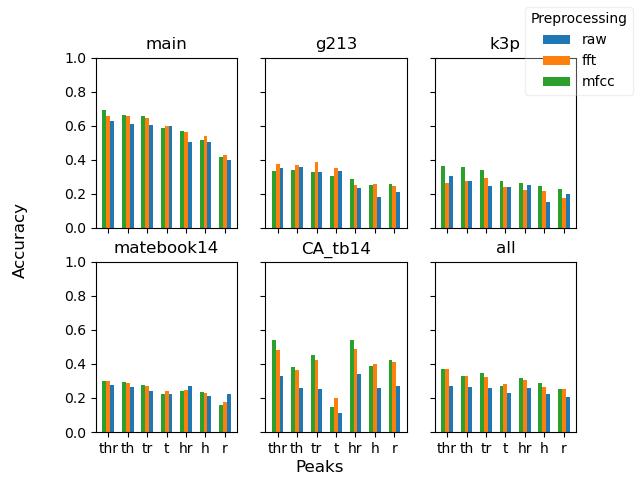 Preprocessing
raw
fft
mfcc
main
g213
k3p
1.0
0.8
0.6
0.4
0.2
0.0
Accuracy
matebook14
CA_tb14
all
1.0
0.8
0.6
0.4
0.2
0.0
thr th tr t hr h r
thr th tr t hr h r
thr th tr t hr h r
Peaks